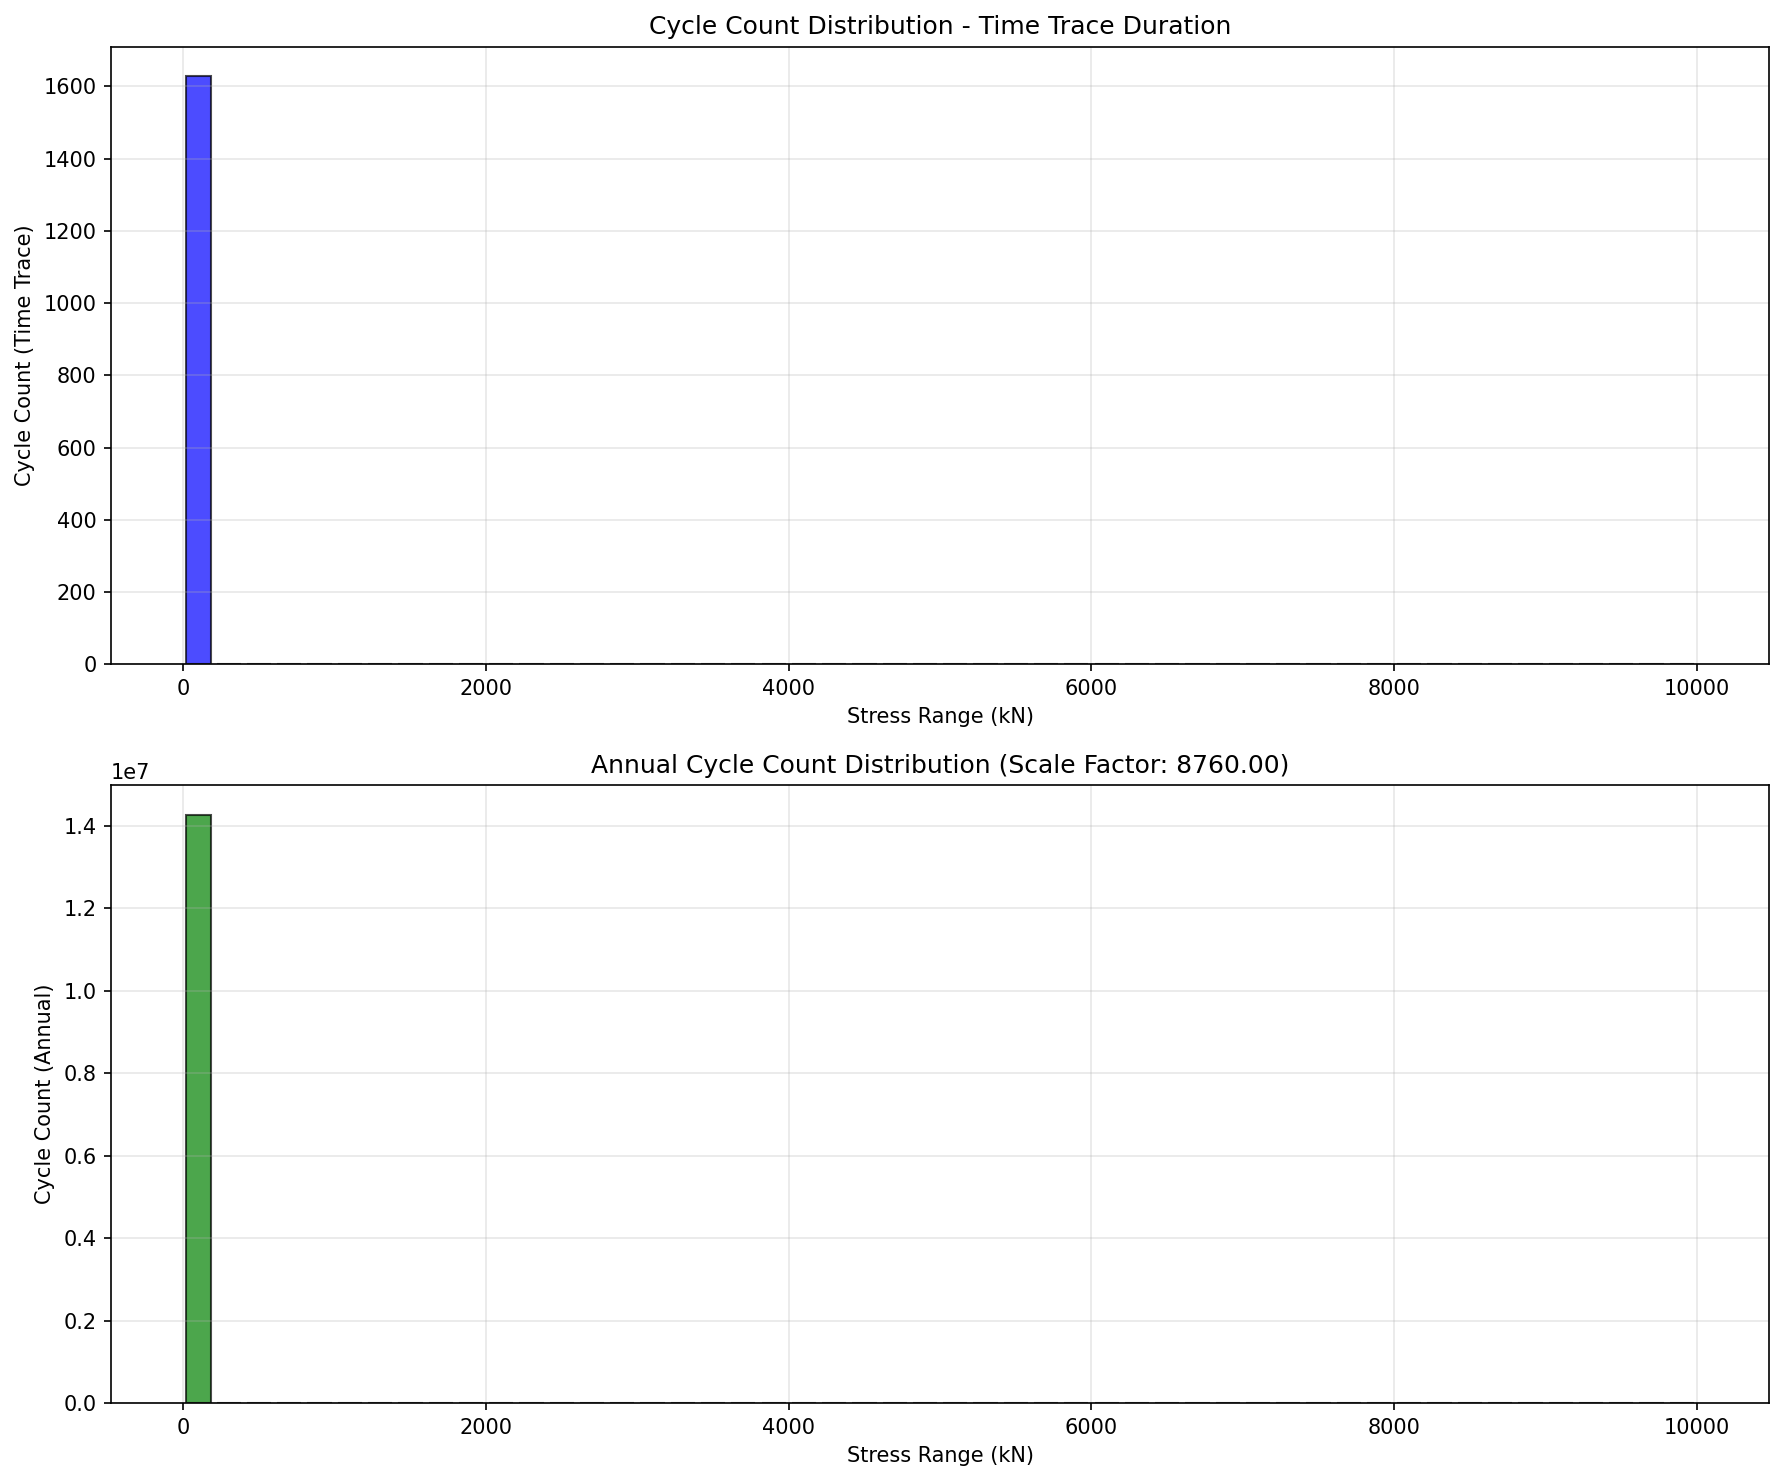 Cycle Count Distribution - Time Trace Duration
1600
1400
1200
1000
800
600
400
200
0
Cycle Count (Time Trace)
0 2000 4000 6000 8000 10000
Stress Range (kN)
Annual Cycle Count Distribution (Scale Factor: 8760.00)
1e7
1.4
1.2
1.0
0.8
0.6
0.4
0.2
0.0
Cycle Count (Annual)
0 2000 4000 6000 8000 10000
Stress Range (kN)